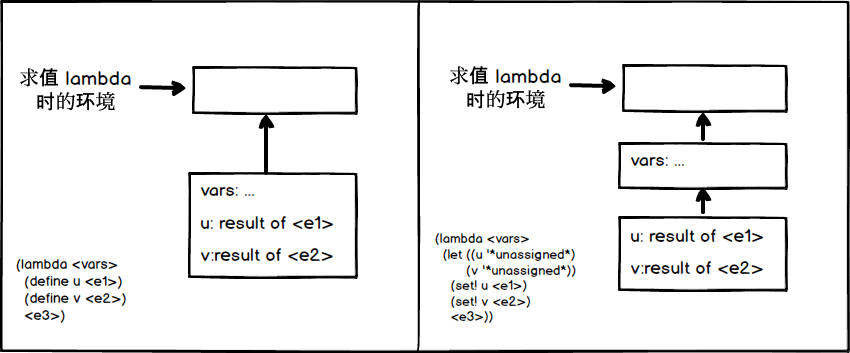 求值 lambda
时的环境
vars: ...
u: result of <e1>
v:result of <e2>
(lambda <vars>
(define u <e1>)
(define v <e2>)
<e3>)
求值 lambda
时的环境
vars: ...
u: result of <e1>
v:result of <e2>
(lambda <vars>
(let ((u '*unassigned*)
(v '*unassigned*))
(set! u <e1>)
(set! v <e2>)
<e3>))